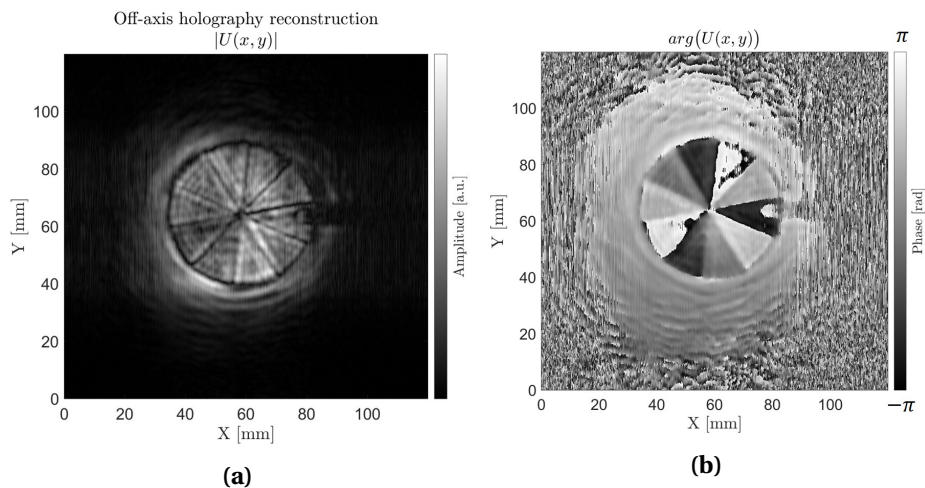 Off-axis holography reconstruction
|U(x, y)|
100
80
60
40
20
0
Y [mm]
0 20 40 60 80 100
X [mm]
Amplitude [a.u.]
(a)
arg(U(x, y))
π
100
80
60
40
20
0
Y [mm]
0 20 40 60 80 100
X [mm]
Phase [rad]
−π
(b)